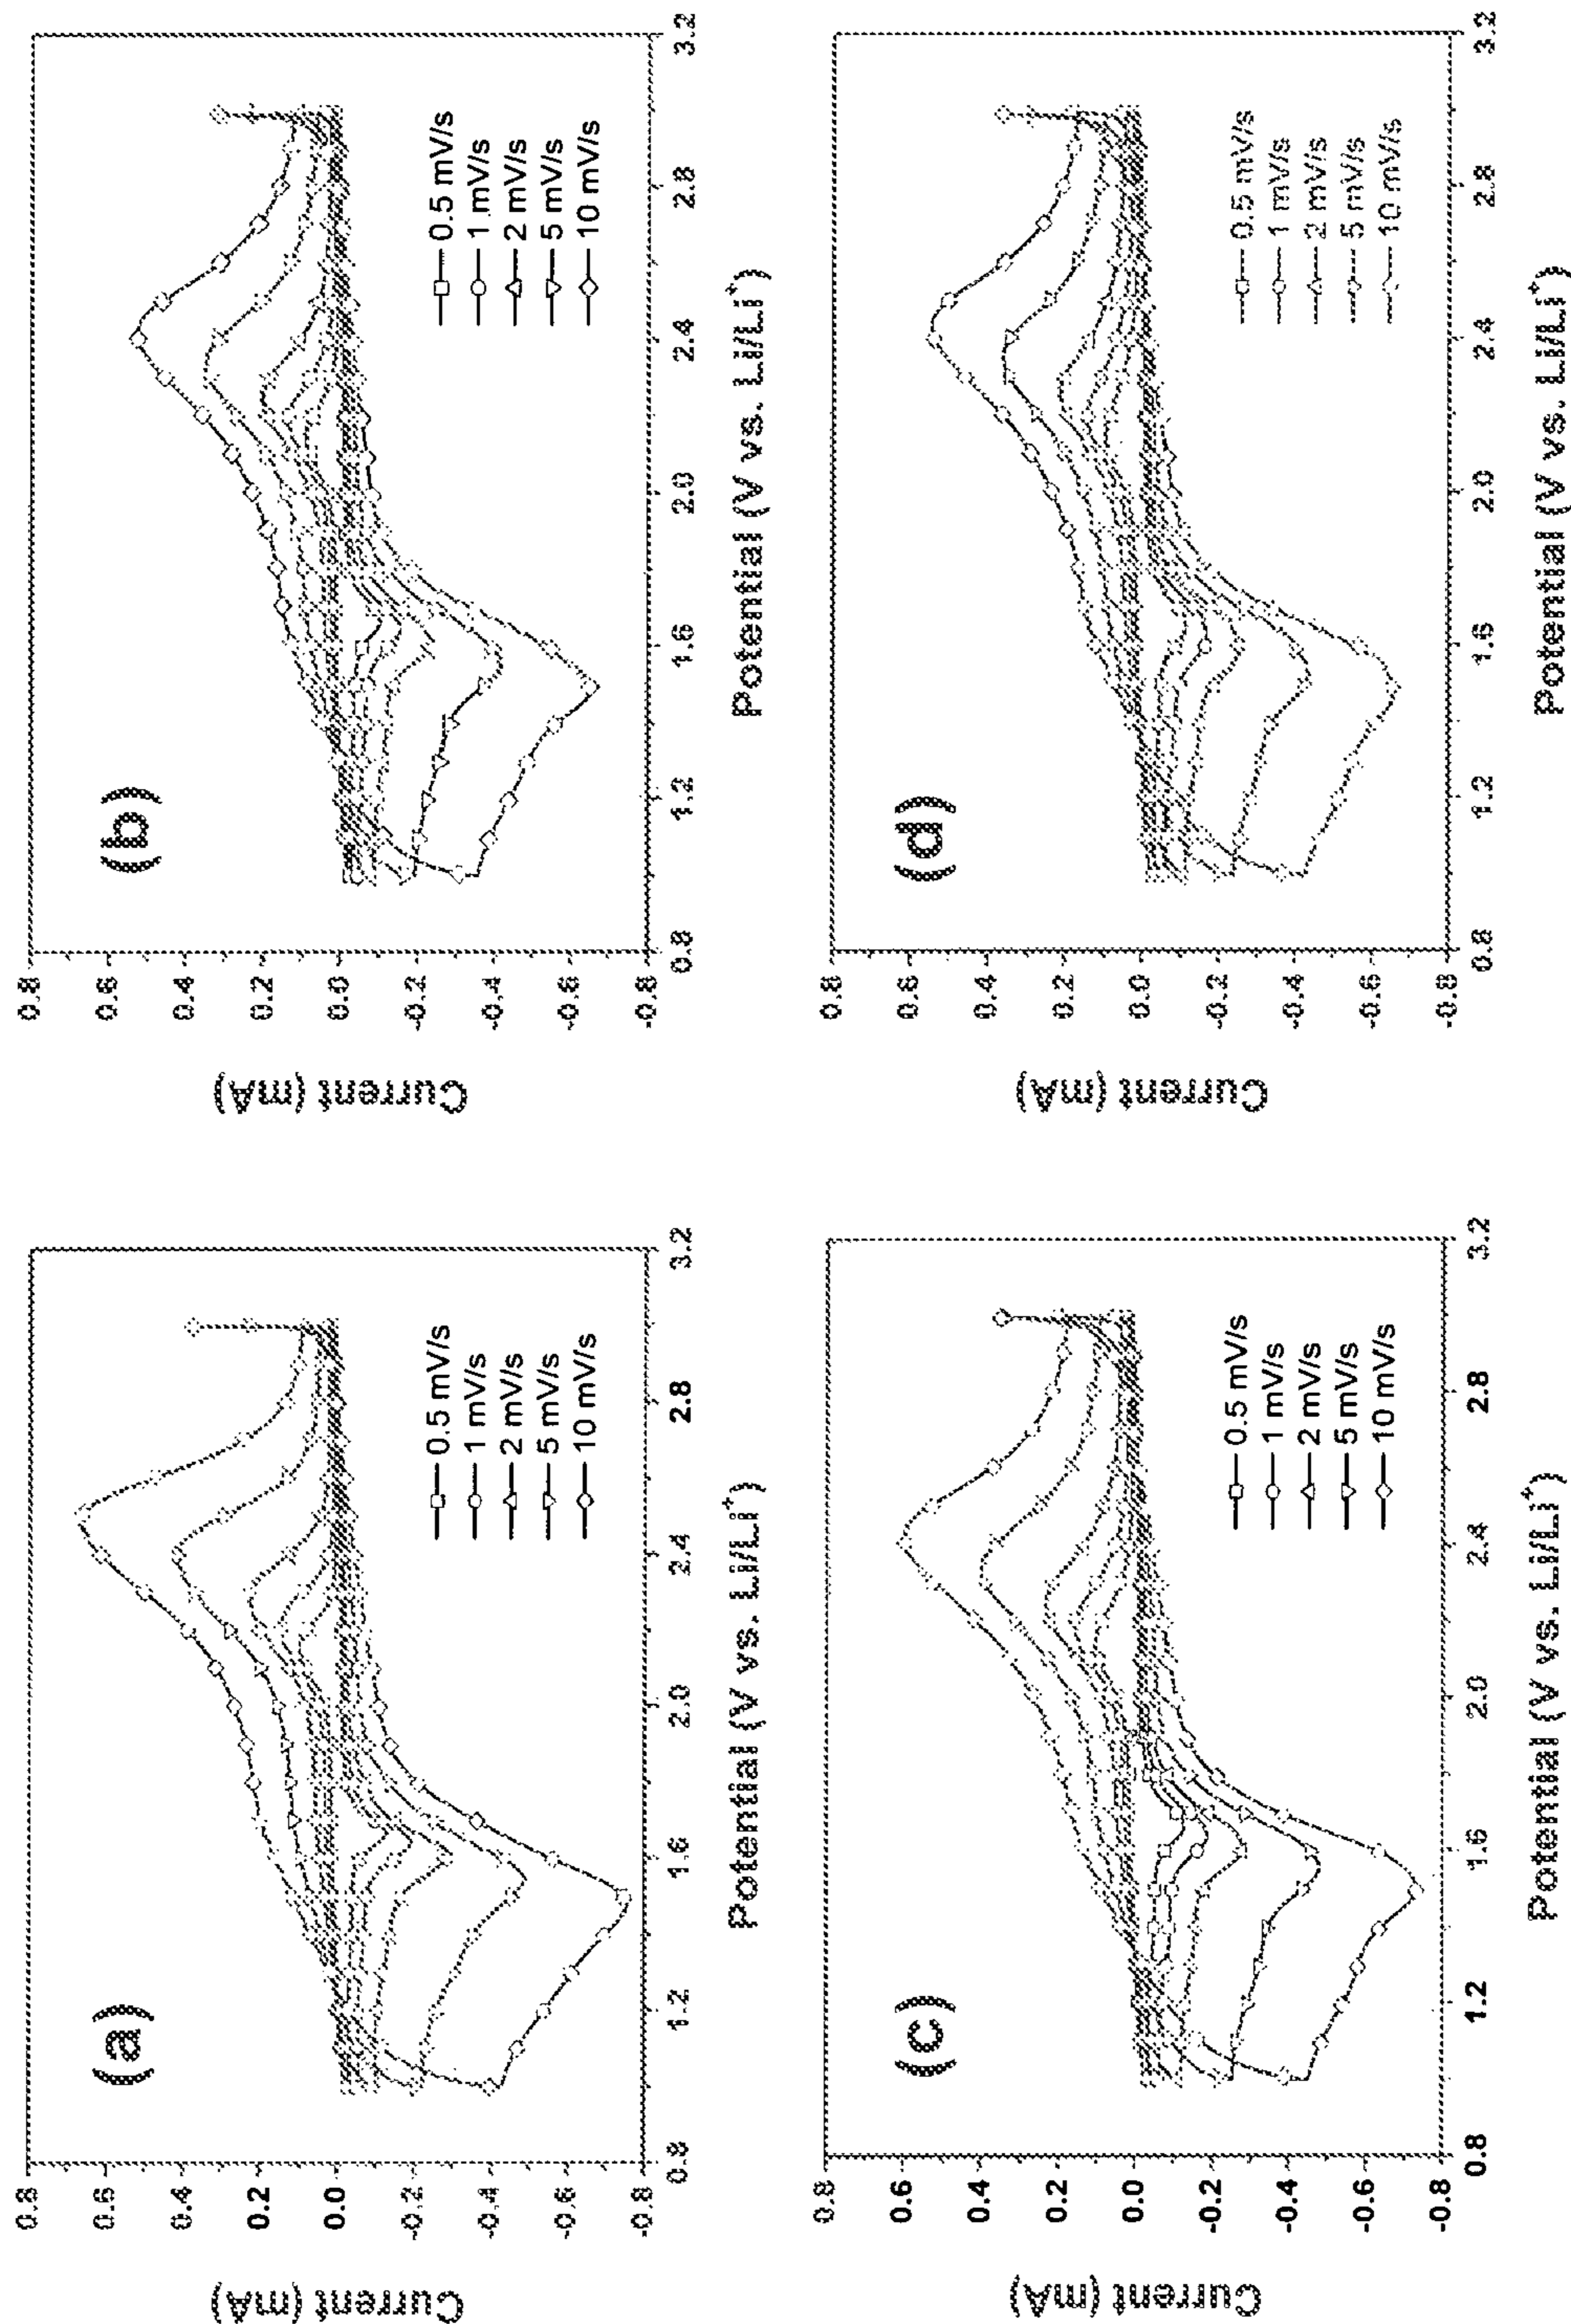 (a)
Current (mA)
0.8
0.6
0.4
0.2
0.0
-0.2
-0.4
-0.6
-0.8
0.8
1.2
1.6
2.0
2.4
2.8
3.2
Potential (V vs. Li/Li⁺)
0.5 mV/s
1 mV/s
2 mV/s
5 mV/s
10 mV/s
(b)
Current (mA)
0.8
0.6
0.4
0.2
0.0
-0.2
-0.4
-0.6
-0.8
0.8
1.2
1.6
2.0
2.4
2.8
3.2
Potential (V vs. Li/Li⁺)
0.5 mV/s
1 mV/s
2 mV/s
5 mV/s
10 mV/s
(c)
Current (mA)
0.8
0.6
0.4
0.2
0.0
-0.2
-0.4
-0.6
-0.8
0.8
1.2
1.6
2.0
2.4
2.8
3.2
Potential (V vs. Li/Li⁺)
0.5 mV/s
1 mV/s
2 mV/s
5 mV/s
10 mV/s
(d)
Current (mA)
0.8
0.6
0.4
0.2
0.0
-0.2
-0.4
-0.6
-0.8
0.8
1.2
1.6
2.0
2.4
2.8
3.2
Potential (V vs. Li/Li⁺)
0.5 mV/s
1 mV/s
2 mV/s
5 mV/s
10 mV/s